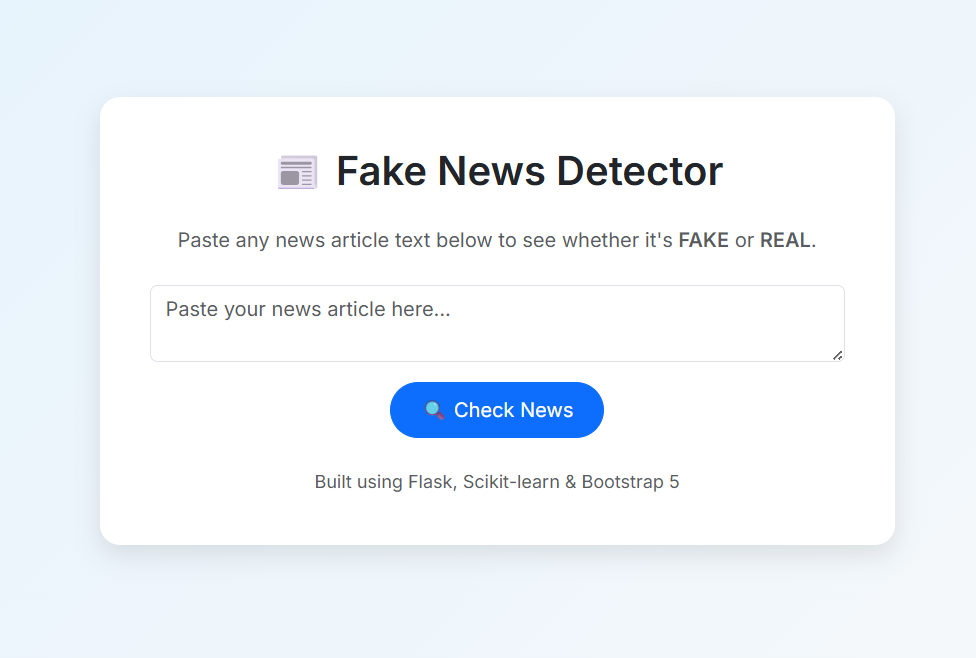 Fake News Detector
Paste any news article text below to see whether it's FAKE or REAL.
Paste your news article here...
Check News
Built using Flask, Scikit-learn & Bootstrap 5